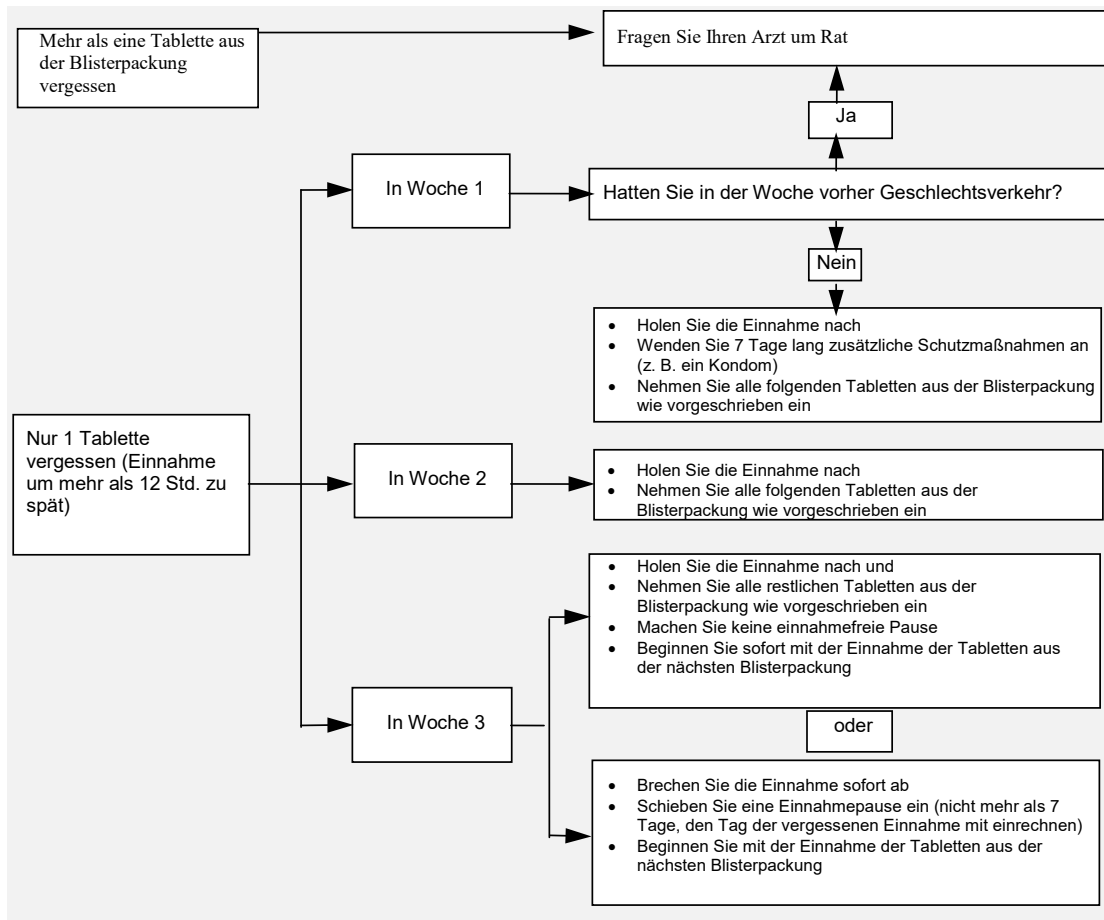 Mehr als eine Tablette aus
der Blisterpackung
vergessen
Fragen Sie Ihren Arzt um Rat
Ja
In Woche 1
Hatten Sie in der Woche vorher Geschlechtsverkehr?
Nein
• Holen Sie die Einnahme nach
• Wenden Sie 7 Tage lang zusätzliche Schutzmaßnahmen an
(z. B. ein Kondom)
• Nehmen Sie alle folgenden Tabletten aus der Blisterpackung
wie vorgeschrieben ein
Nur 1 Tablette
vergessen (Einnahme
um mehr als 12 Std. zu
spät)
In Woche 2
• Holen Sie die Einnahme nach
• Nehmen Sie alle folgenden Tabletten aus der
Blisterpackung wie vorgeschrieben ein
In Woche 3
• Holen Sie die Einnahme nach und
• Nehmen Sie alle restlichen Tabletten aus der
Blisterpackung wie vorgeschrieben ein
• Machen Sie keine einnahmefreie Pause
• Beginnen Sie sofort mit der Einnahme der Tabletten aus
der nächsten Blisterpackung
oder
• Brechen Sie die Einnahme sofort ab
• Schieben Sie eine Einnahmepause ein (nicht mehr als 7
Tage, den Tag der vergessenen Einnahme mit einrechnen)
• Beginnen Sie mit der Einnahme der Tabletten aus der
nächsten Blisterpackung